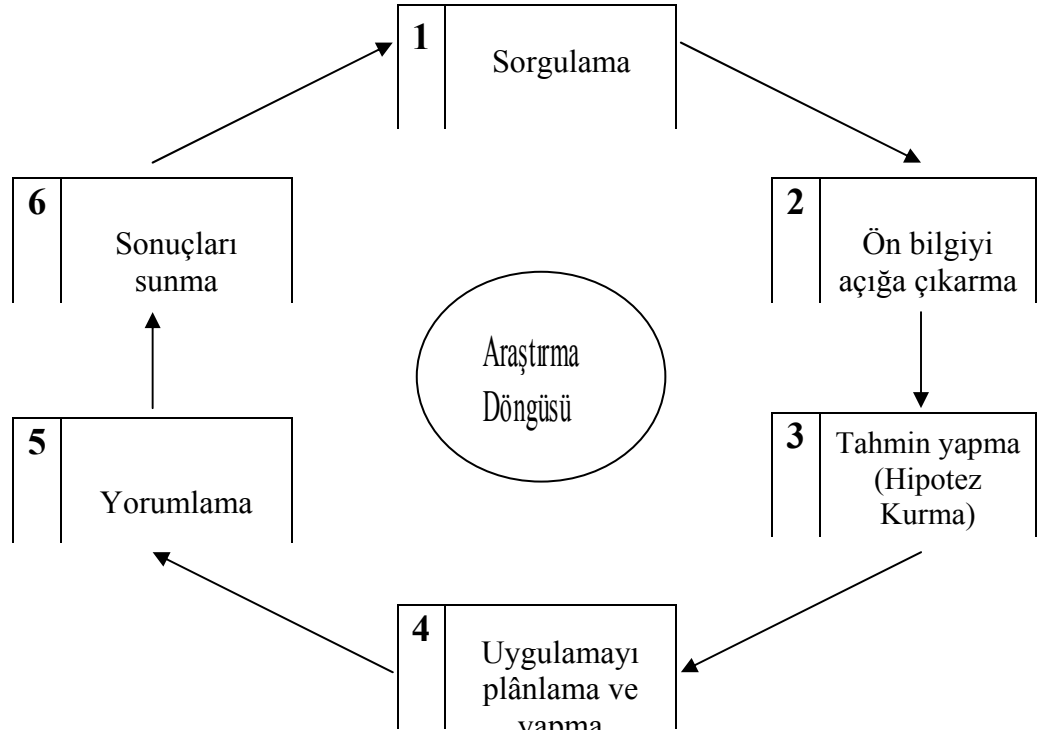 1
Sorgulama
2
Ön bilgiyi
açığa çıkarma
3
Tahmin yapma
(Hipotez
Kurma)
4
Uygulamayı
plânlama ve
yapma
5
Yorumlama
6
Sonuçları
sunma
Araştırma
Döngüsü